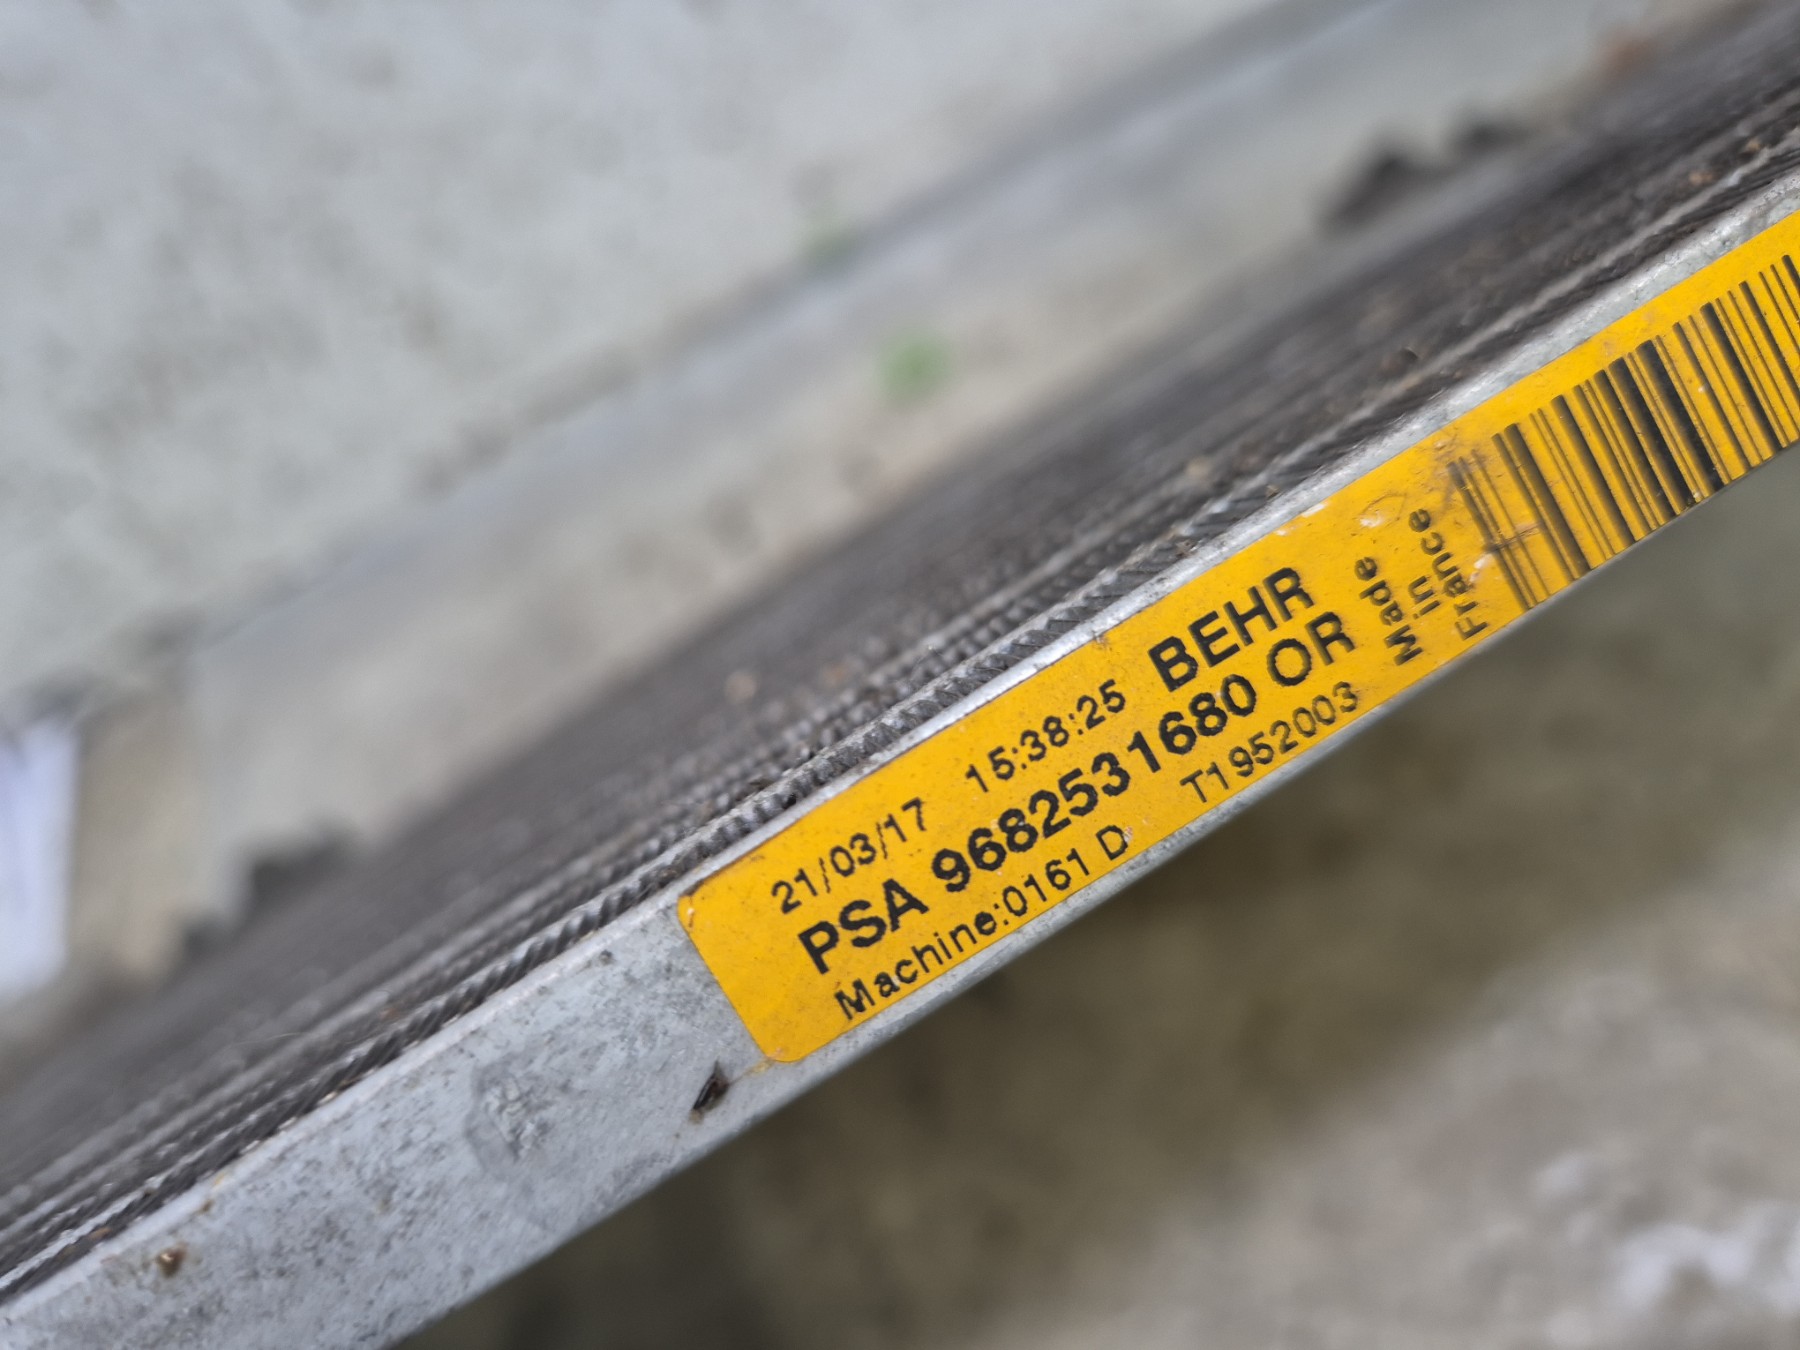 21/03/17 15:38:25 BEHR
PSA 9682531680 OR
Machine:0161 D T1952003
Made
in
France